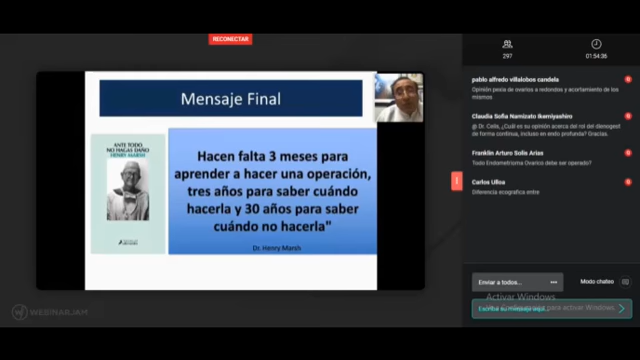 RECONECTAR
297
01:54:36
Mensaje Final
ANTE TODO,
NO HAGAS DAÑO
HENRY MARSH
Hacen falta 3 meses para
aprender a hacer una operación,
tres años para saber cuándo
hacerla y 30 años para saber
cuándo no hacerla"
Dr. Henry Marsh
pablo alfredo villalobos candela
Opinión pexia de ovarios a redondos y acortamiento de los
mismos
Claudia Sofia Namizato Ikemiyashiro
@ Dr. Celis, ¿Cuál es su opinión acerca del rol del dienogest de
forma contínua, incluso en endo profunda? Gracias.
Franklin Arturo Solis Arias
Todo Endometrioma Ovarico debe ser operado?
Carlos Ulloa
Diferencia ecografica entre
Enviar a todos...
Modo chateo
Activar Windows
Escribe su mensaje aquí...
para activar Windows.
WEBINARJAM